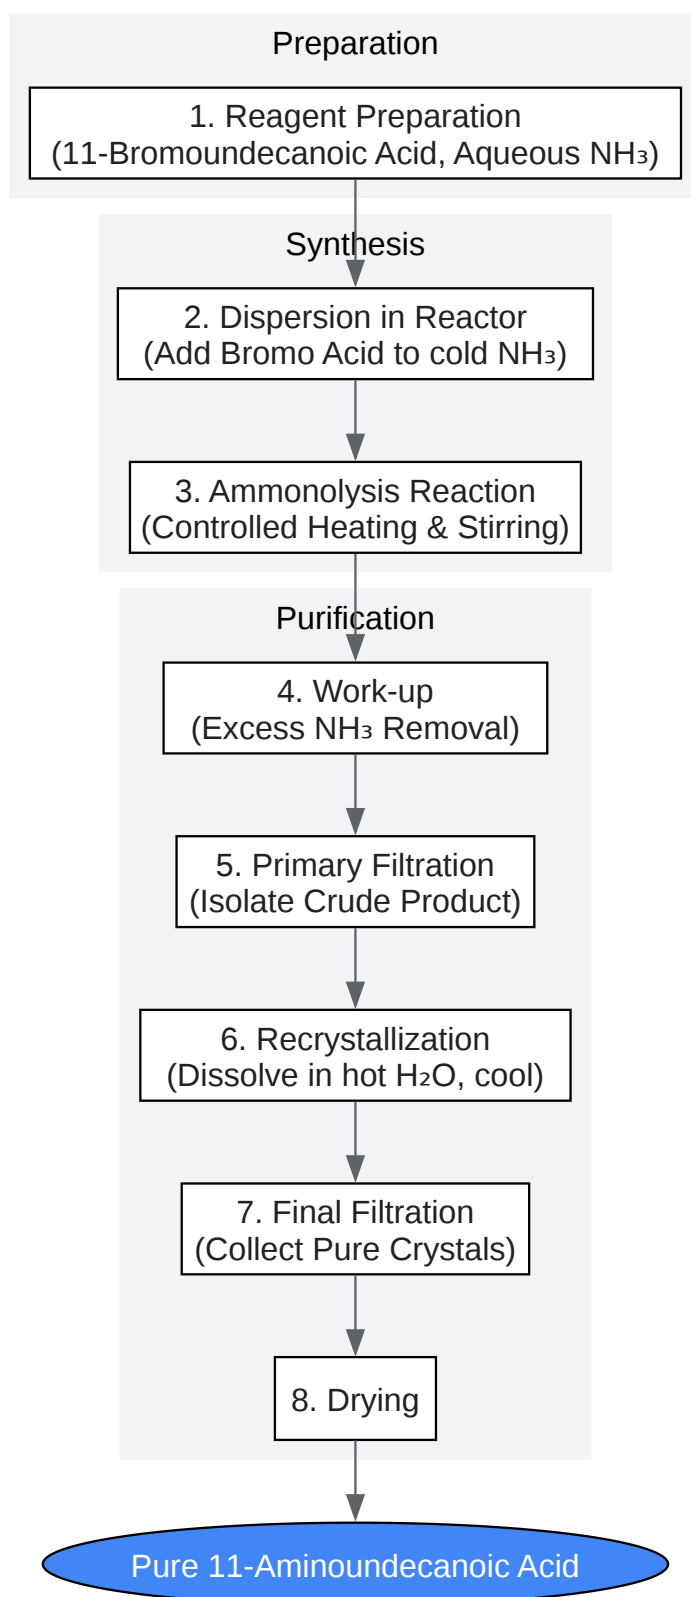 Preparation
1. Reagent Preparation
(11-Bromoundecanoic Acid, Aqueous NH₃)
Synthesis
2. Dispersion in Reactor
(Add Bromo Acid to cold NH₃)
3. Ammonolysis Reaction
(Controlled Heating & Stirring)
Purification
4. Work-up
(Excess NH₃ Removal)
5. Primary Filtration
(Isolate Crude Product)
6. Recrystallization
(Dissolve in hot H₂O, cool)
7. Final Filtration
(Collect Pure Crystals)
8. Drying
Pure 11-Aminoundecanoic Acid